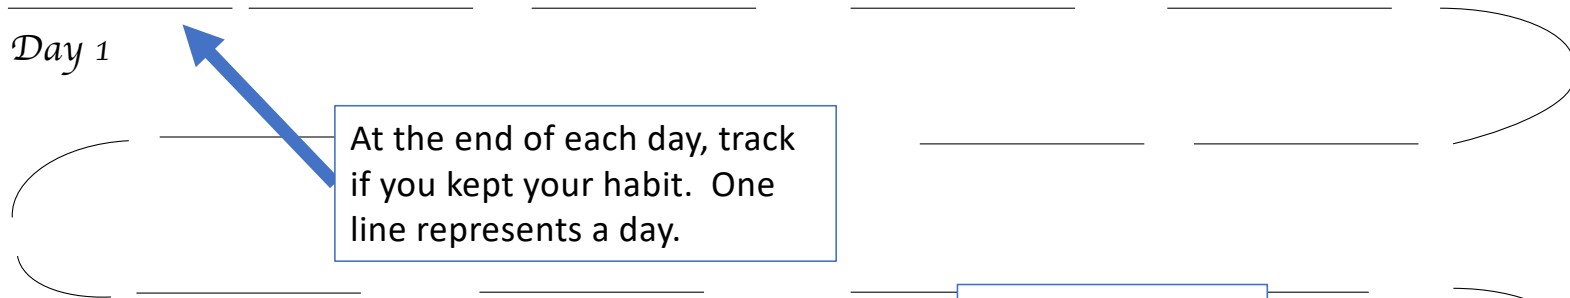 Day 1
At the end of each day, track
if you kept your habit.  One
line represents a day.